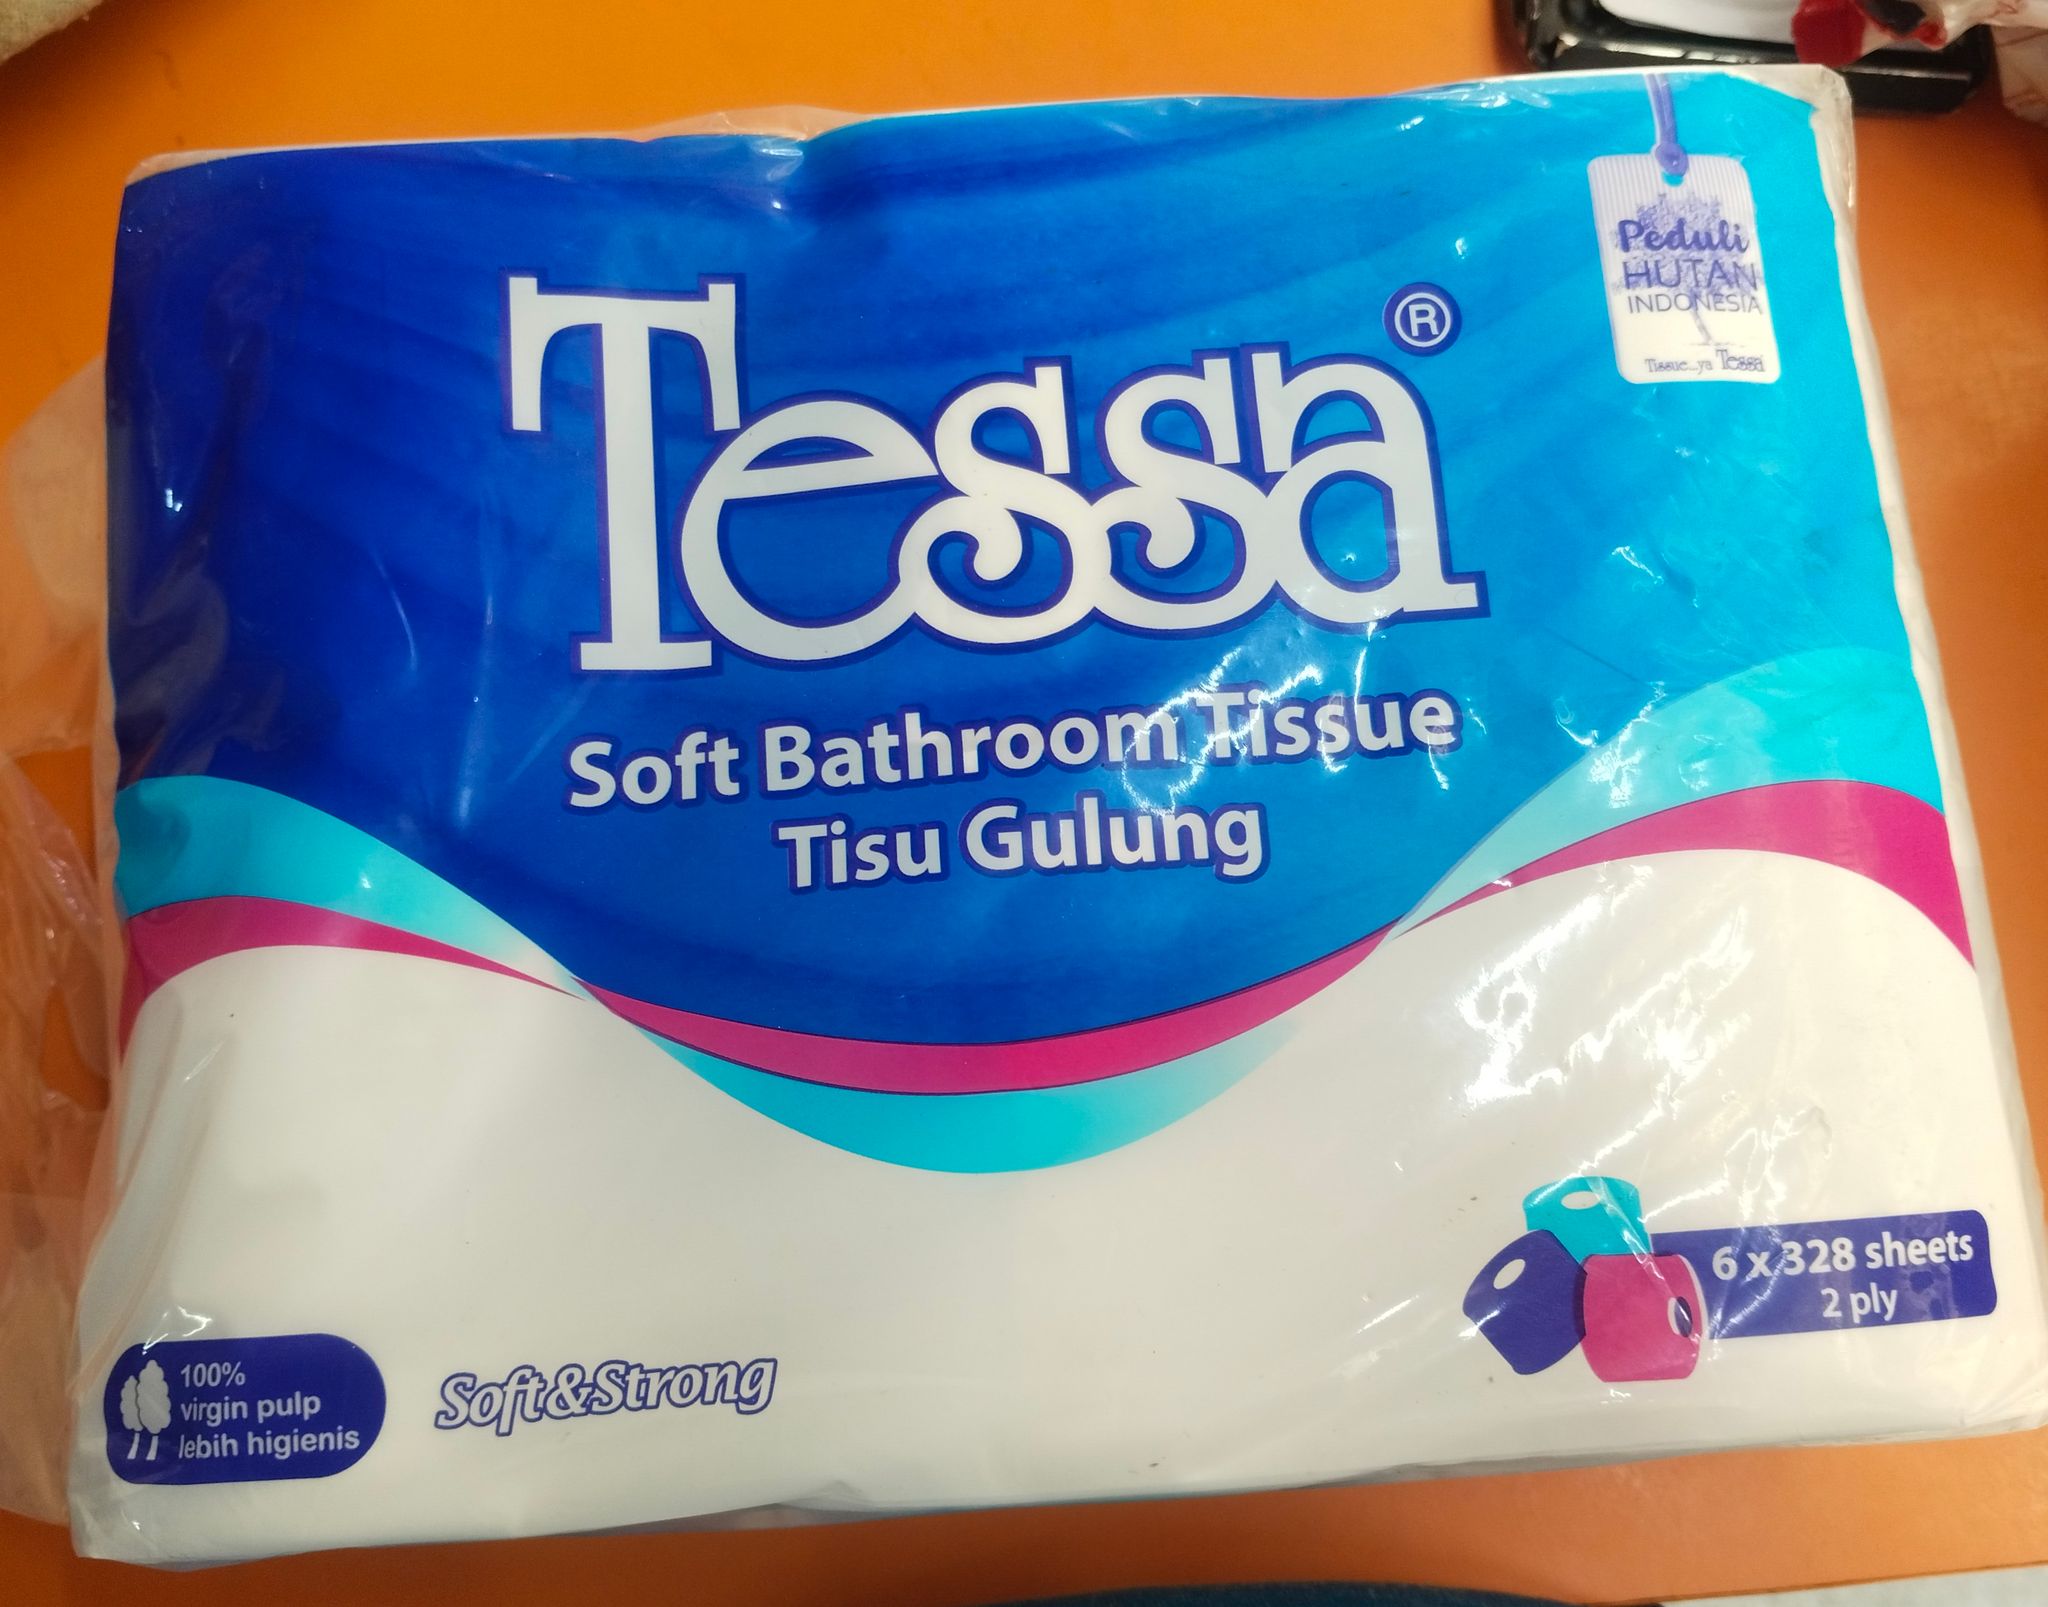 Tessa®
Peduli
HUTAN
INDONESIA
Tissue...ya Tessa
Soft Bathroom Tissue
Tisu Gulung
6 x 328 sheets
2 ply
100%
virgin pulp
lebih higienis
Soft&Strong